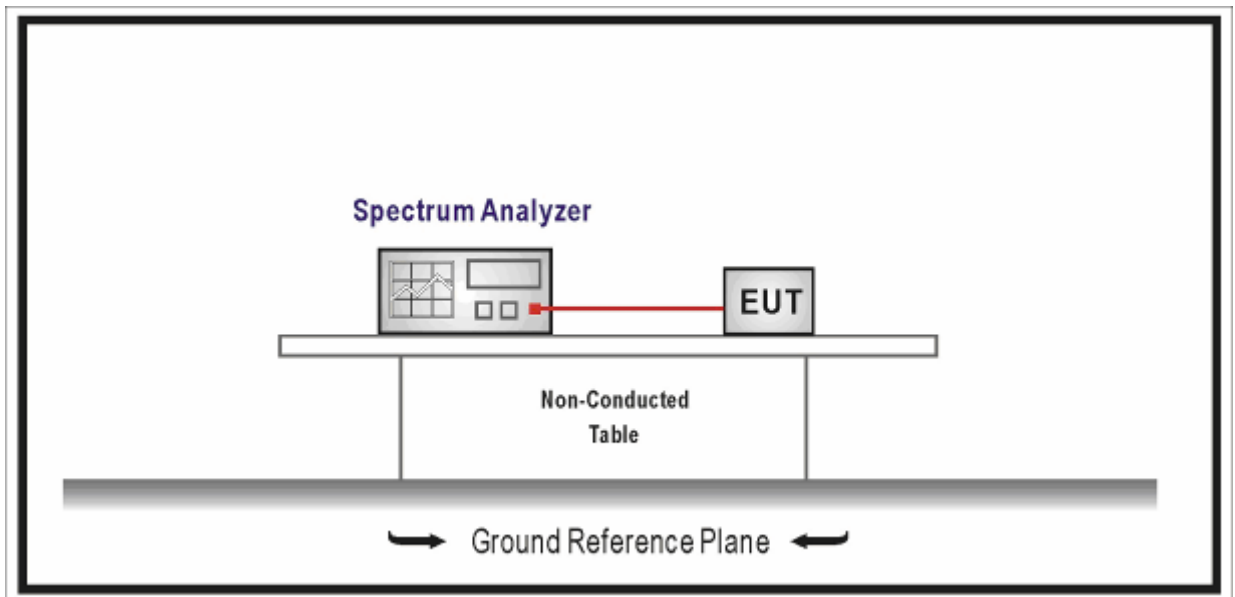 Spectrum Analyzer
EUT
Non-Conducted
Table
Ground Reference Plane